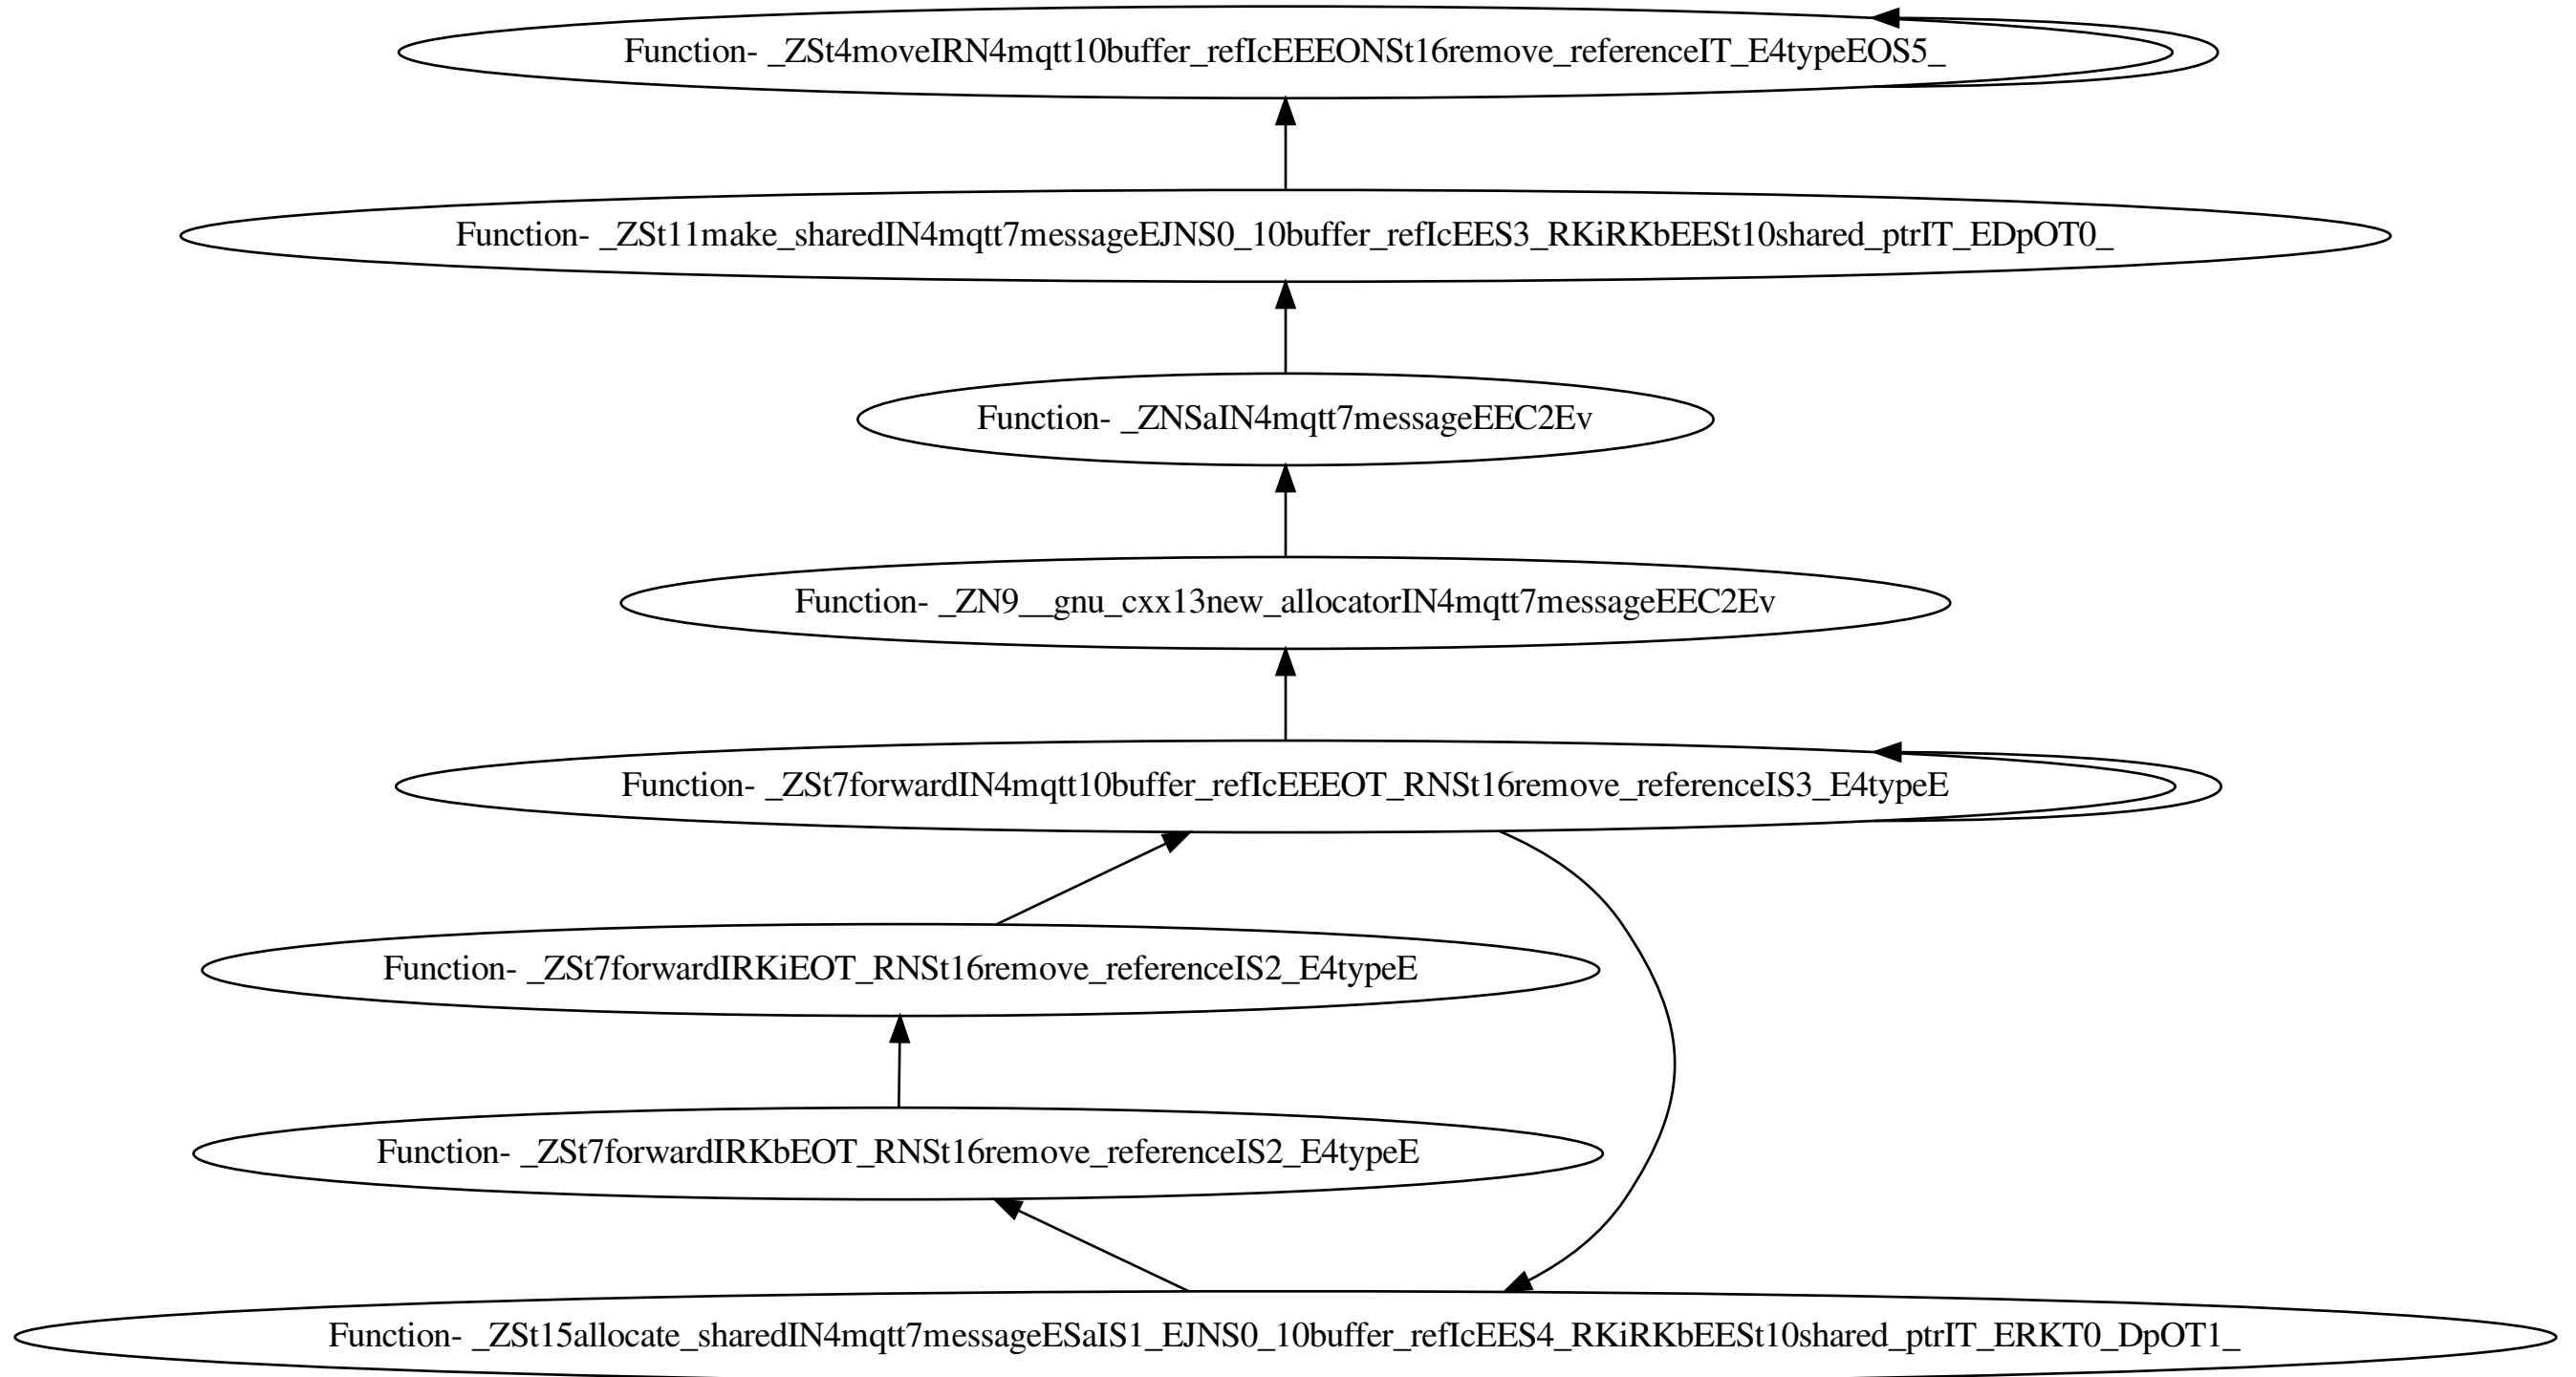 Function- _ZSt4moveIRN4mqtt10buffer_refIcEEEONSt16remove_referenceIT_E4typeEOS5_
Function- _ZSt11make_sharedIN4mqtt7messageEJNS0_10buffer_refIcEES3_RKiRKbEESt10shared_ptrIT_EDpOT0_
Function- _ZNSaIN4mqtt7messageEEC2Ev
Function- _ZN9__gnu_cxx13new_allocatorIN4mqtt7messageEEC2Ev
Function- _ZSt7forwardIN4mqtt10buffer_refIcEEEOT_RNSt16remove_referenceIS3_E4typeE
Function- _ZSt7forwardIRKiEOT_RNSt16remove_referenceIS2_E4typeE
Function- _ZSt7forwardIRKbEOT_RNSt16remove_referenceIS2_E4typeE
Function- _ZSt15allocate_sharedIN4mqtt7messageESaIS1_EJNS0_10buffer_refIcEES4_RKiRKbEESt10shared_ptrIT_ERKT0_DpOT1_